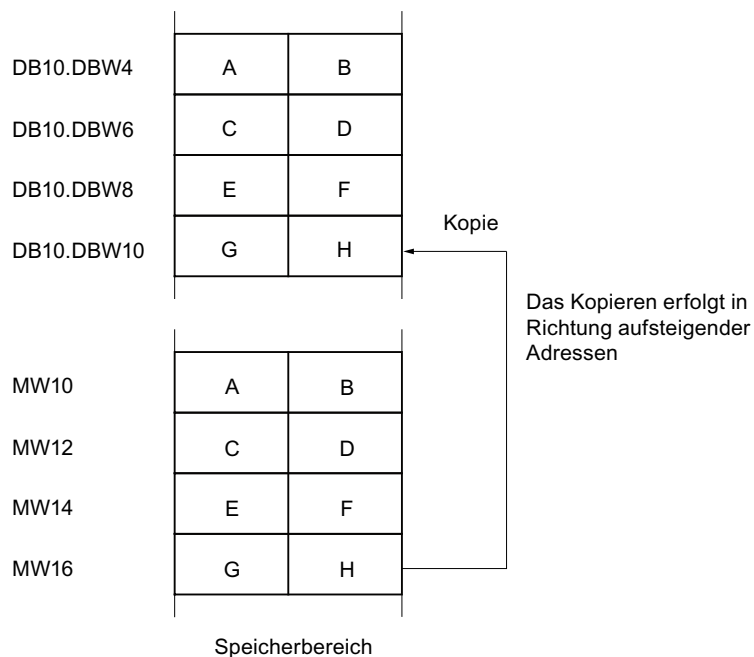 DB10.DBW4 A B
DB10.DBW6 C D
DB10.DBW8 E F
DB10.DBW10 G H
Kopie
Das Kopieren erfolgt in
Richtung aufsteigender
Adressen
MW10 A B
MW12 C D
MW14 E F
MW16 G H
Speicherbereich